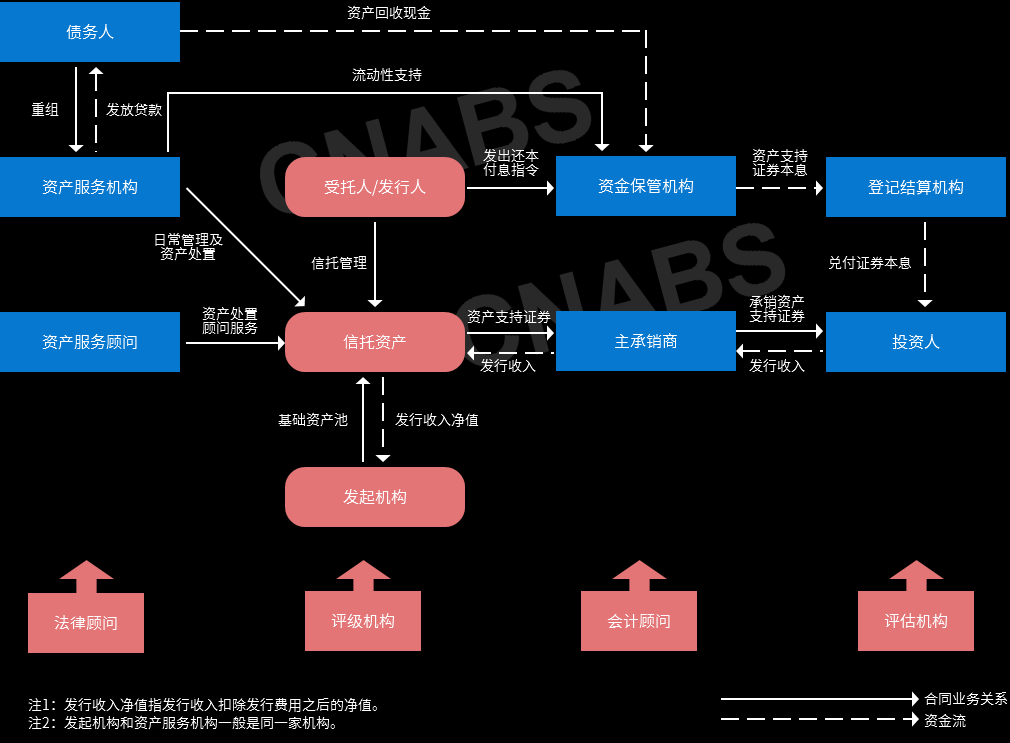 资产回收现金
债务人
流动性支持
重组
发放贷款
CNABS
发出还本
付息指令
资产支持
证券本息
资产服务机构
受托人/发行人
资金保管机构
登记结算机构
日常管理及
资产处置
信托管理
兑付证券本息
CNABS
资产处置
顾问服务
资产支持证券
承销资产
支持证券
资产服务顾问
信托资产
主承销商
投资人
发行收入
发行收入
基础资产池
发行收入净值
发起机构
法律顾问
评级机构
会计顾问
评估机构
注1：发行收入净值指发行收入扣除发行费用之后的净值。
注2：发起机构和资产服务机构一般是同一家机构。
合同业务关系
资金流